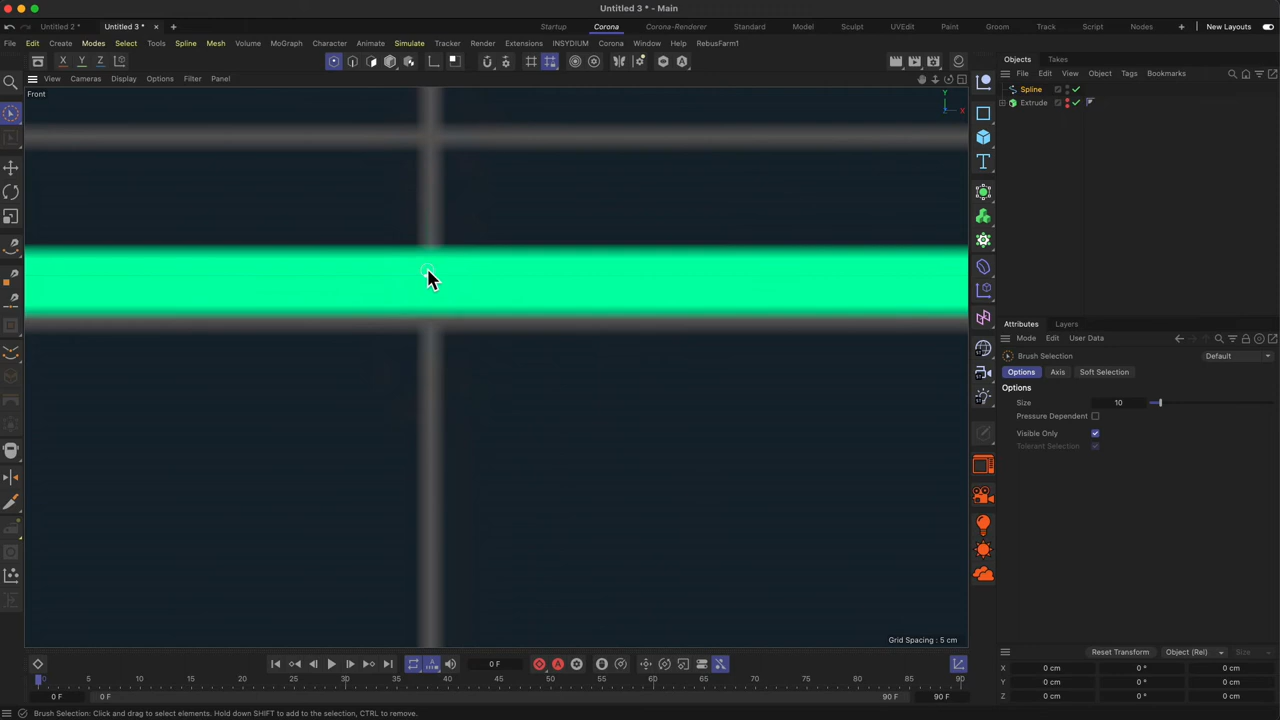 Untitled 3 * - Main
Untitled 2 * Untitled 3 * Startup Corona Corona-Renderer Standard Model Sculpt UVEdit Paint Groom Track Script Nodes New Layouts
File Edit Create Modes Select Tools Spline Mesh Volume MoGraph Character Animate Simulate Tracker Render Extensions INSYDIUM Corona Window Help RebusFarm1
Objects Takes
X Y Z
File Edit View Object Tags Bookmarks
View Cameras Display Options Filter Panel
Spline
Front
Y
X
Extrude
Attributes Layers
Mode Edit User Data
Brush Selection Default
Options Axis Soft Selection
Options
Size 10
Pressure Dependent
Visible Only
Tolerant Selection
Grid Spacing : 5 cm
Reset Transform Object (Rel) Size
0 F
X 0 cm 0 ° 0 cm
0 5 10 15 20 25 30 35 40 45 50 55 60 65 70 75 80 85 90
Y 0 cm 0 ° 0 cm
0 F 0 F 90 F 90 F
Z 0 cm 0 ° 0 cm
Brush Selection: Click and drag to select elements. Hold down SHIFT to add to the selection, CTRL to remove.